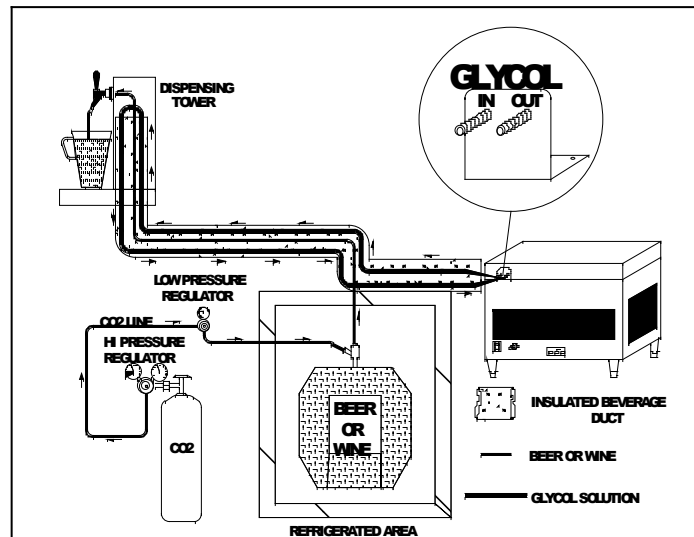 GLYCOL
IN OUT
DISPENSING
TOWER
LOW PRESSURE
REGULATOR
CO2 LINE
HI PRESSURE
REGULATOR
CO2
BEER
OR
WINE
REFRIGERATED AREA
INSULATED BEVERAGE
DUCT
BEER OR WINE
GLYCOL SOLUTION